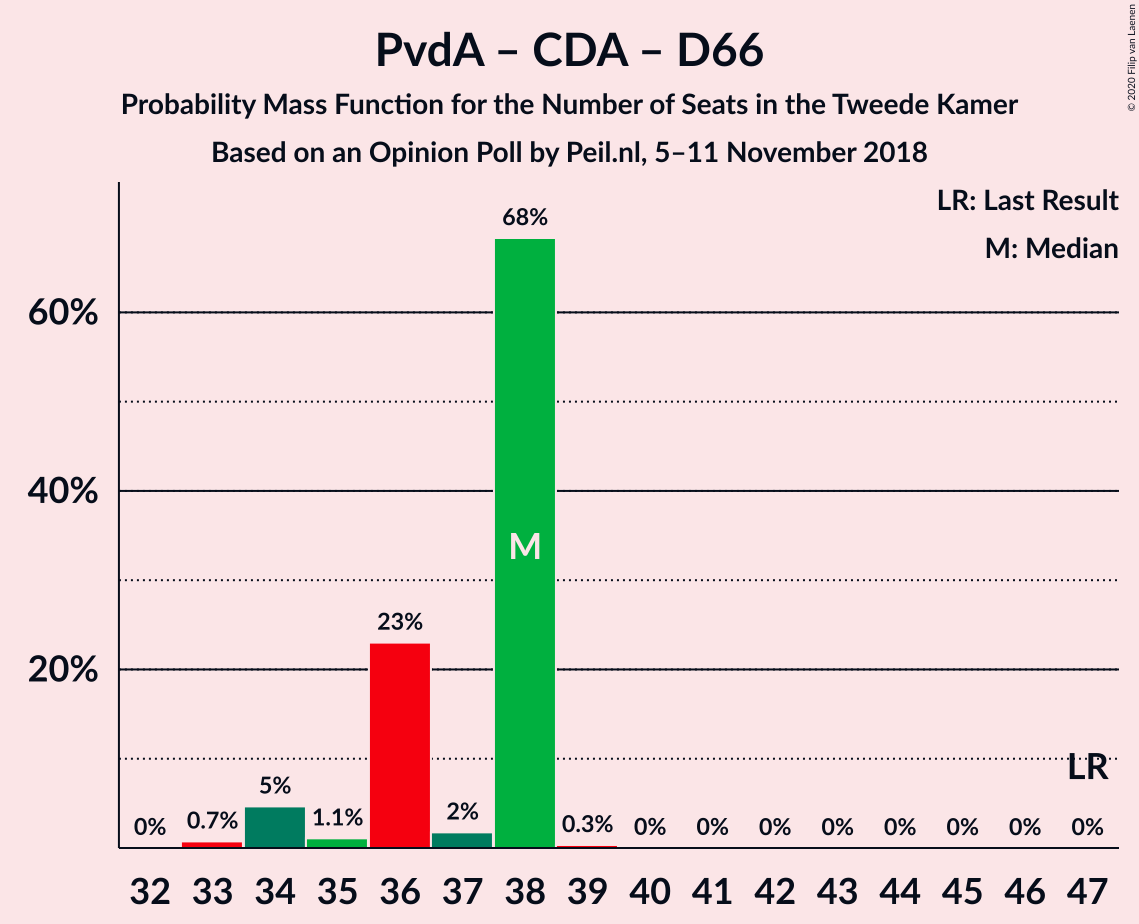 PvdA – CDA – D66
Probability Mass Function for the Number of Seats in the Tweede Kamer
Based on an Opinion Poll by Peil.nl, 5–11 November 2018
© 2020 Filip van Laenen
LR: Last Result
M: Median
68%
60%
40%
M
23%
20%
LR
0%
0.7%
5%
1.1%
2%
0.3%
0%
0%
0%
0%
0%
0%
0%
0%
32 33 34 35 36 37 38 39 40 41 42 43 44 45 46 47